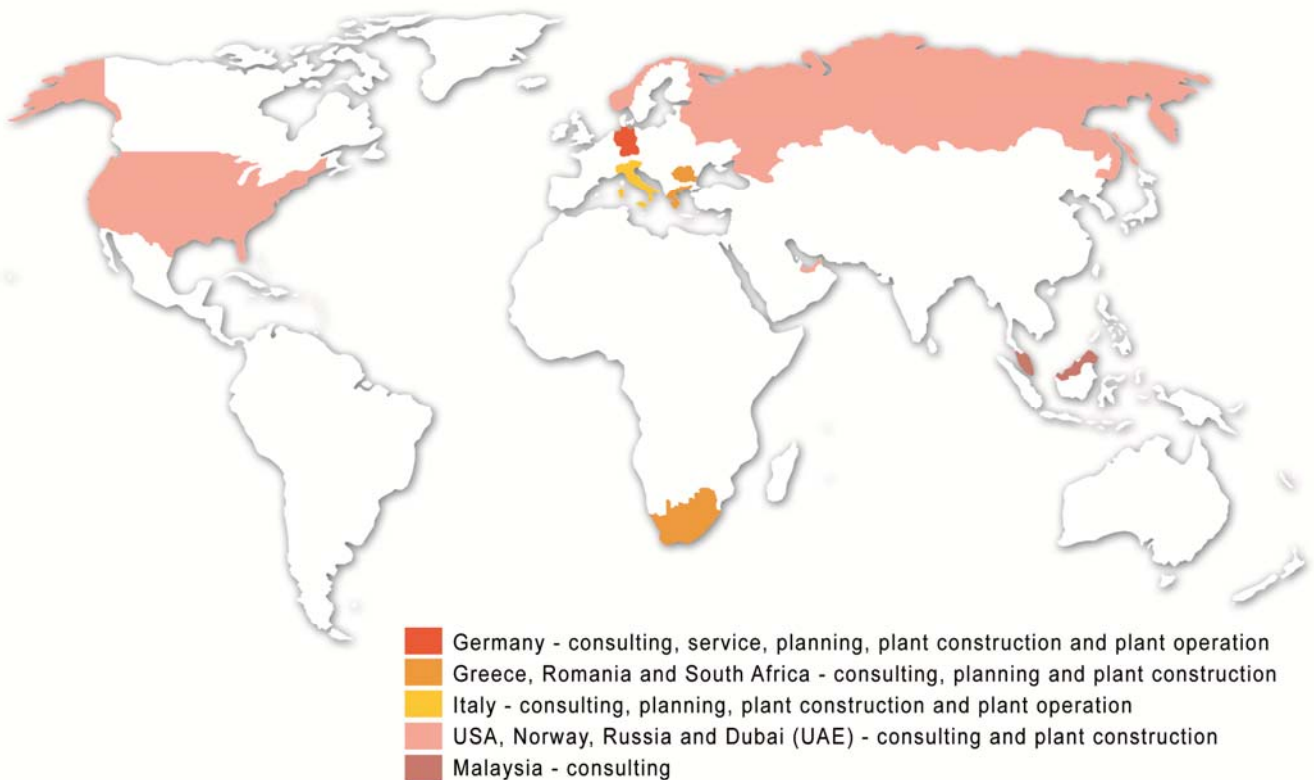 Germany - consulting, service, planning, plant construction and plant operation
Greece, Romania and South Africa - consulting, planning and plant construction
Italy - consulting, planning, plant construction and plant operation
USA, Norway, Russia and Dubai (UAE) - consulting and plant construction
Malaysia - consulting